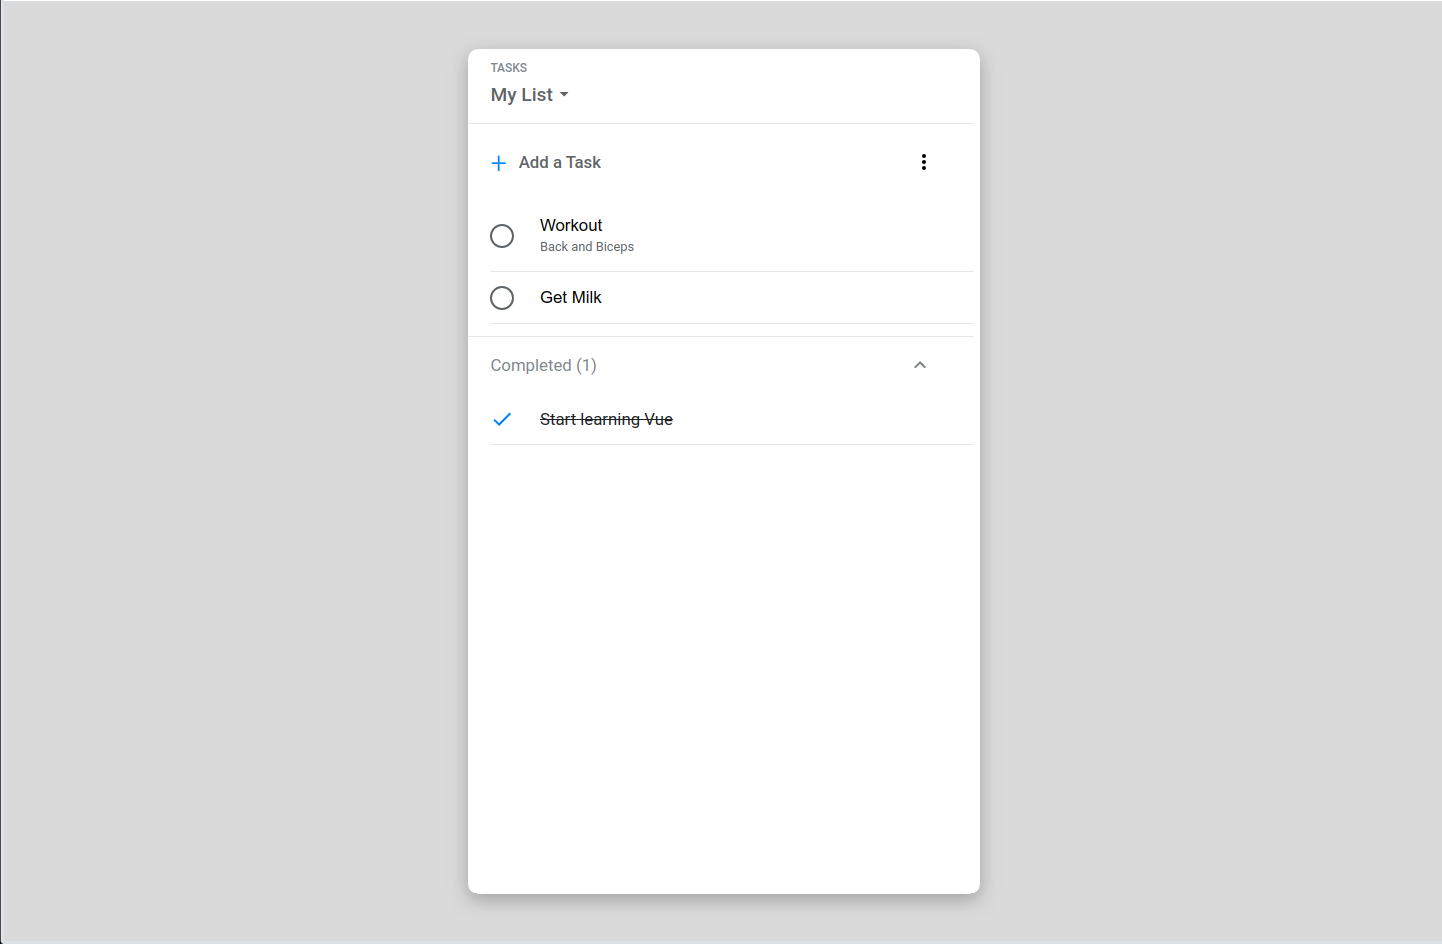 TASKS
My List
Add a Task
Workout
Back and Biceps
Get Milk
Completed (1)
Start learning Vue